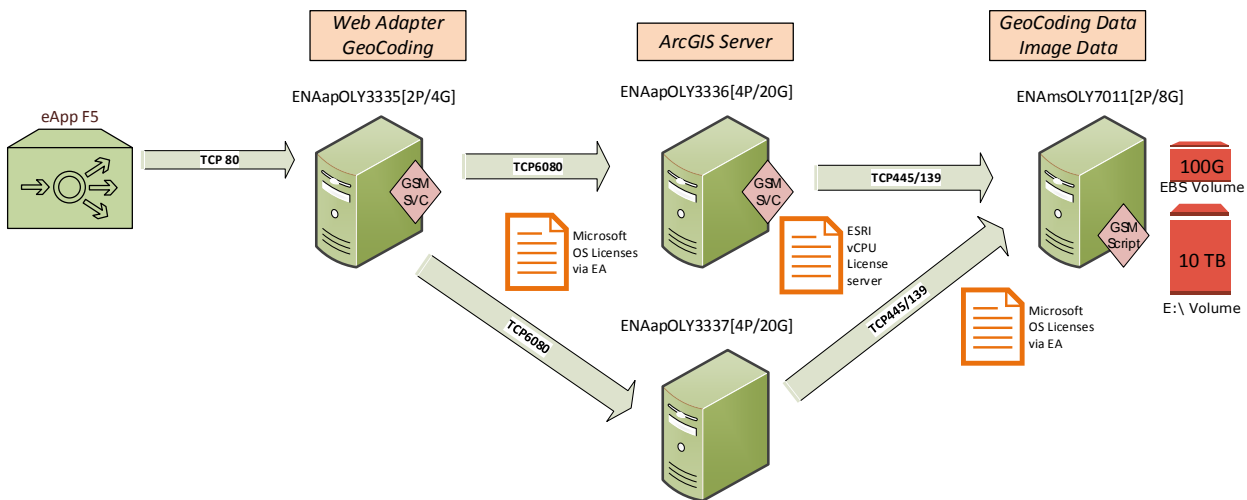 Web Adapter
GeoCoding
ArcGIS Server
GeoCoding Data
Image Data
ENAapOLY3335[2P/4G]
ENAapOLY3336[4P/20G]
ENAmsOLY7011[2P/8G]
eApp F5
TCP 80
TCP6080
TCP445/139
GSM
SVC
GSM
SVC
GSM
Script
100G
EBS Volume
10 TB
E:\ Volume
Microsoft
OS Licenses
via EA
ESRI
vCPU
License
server
TCP6080
ENAapOLY3337[4P/20G]
TCP445/139
Microsoft
OS Licenses
via EA